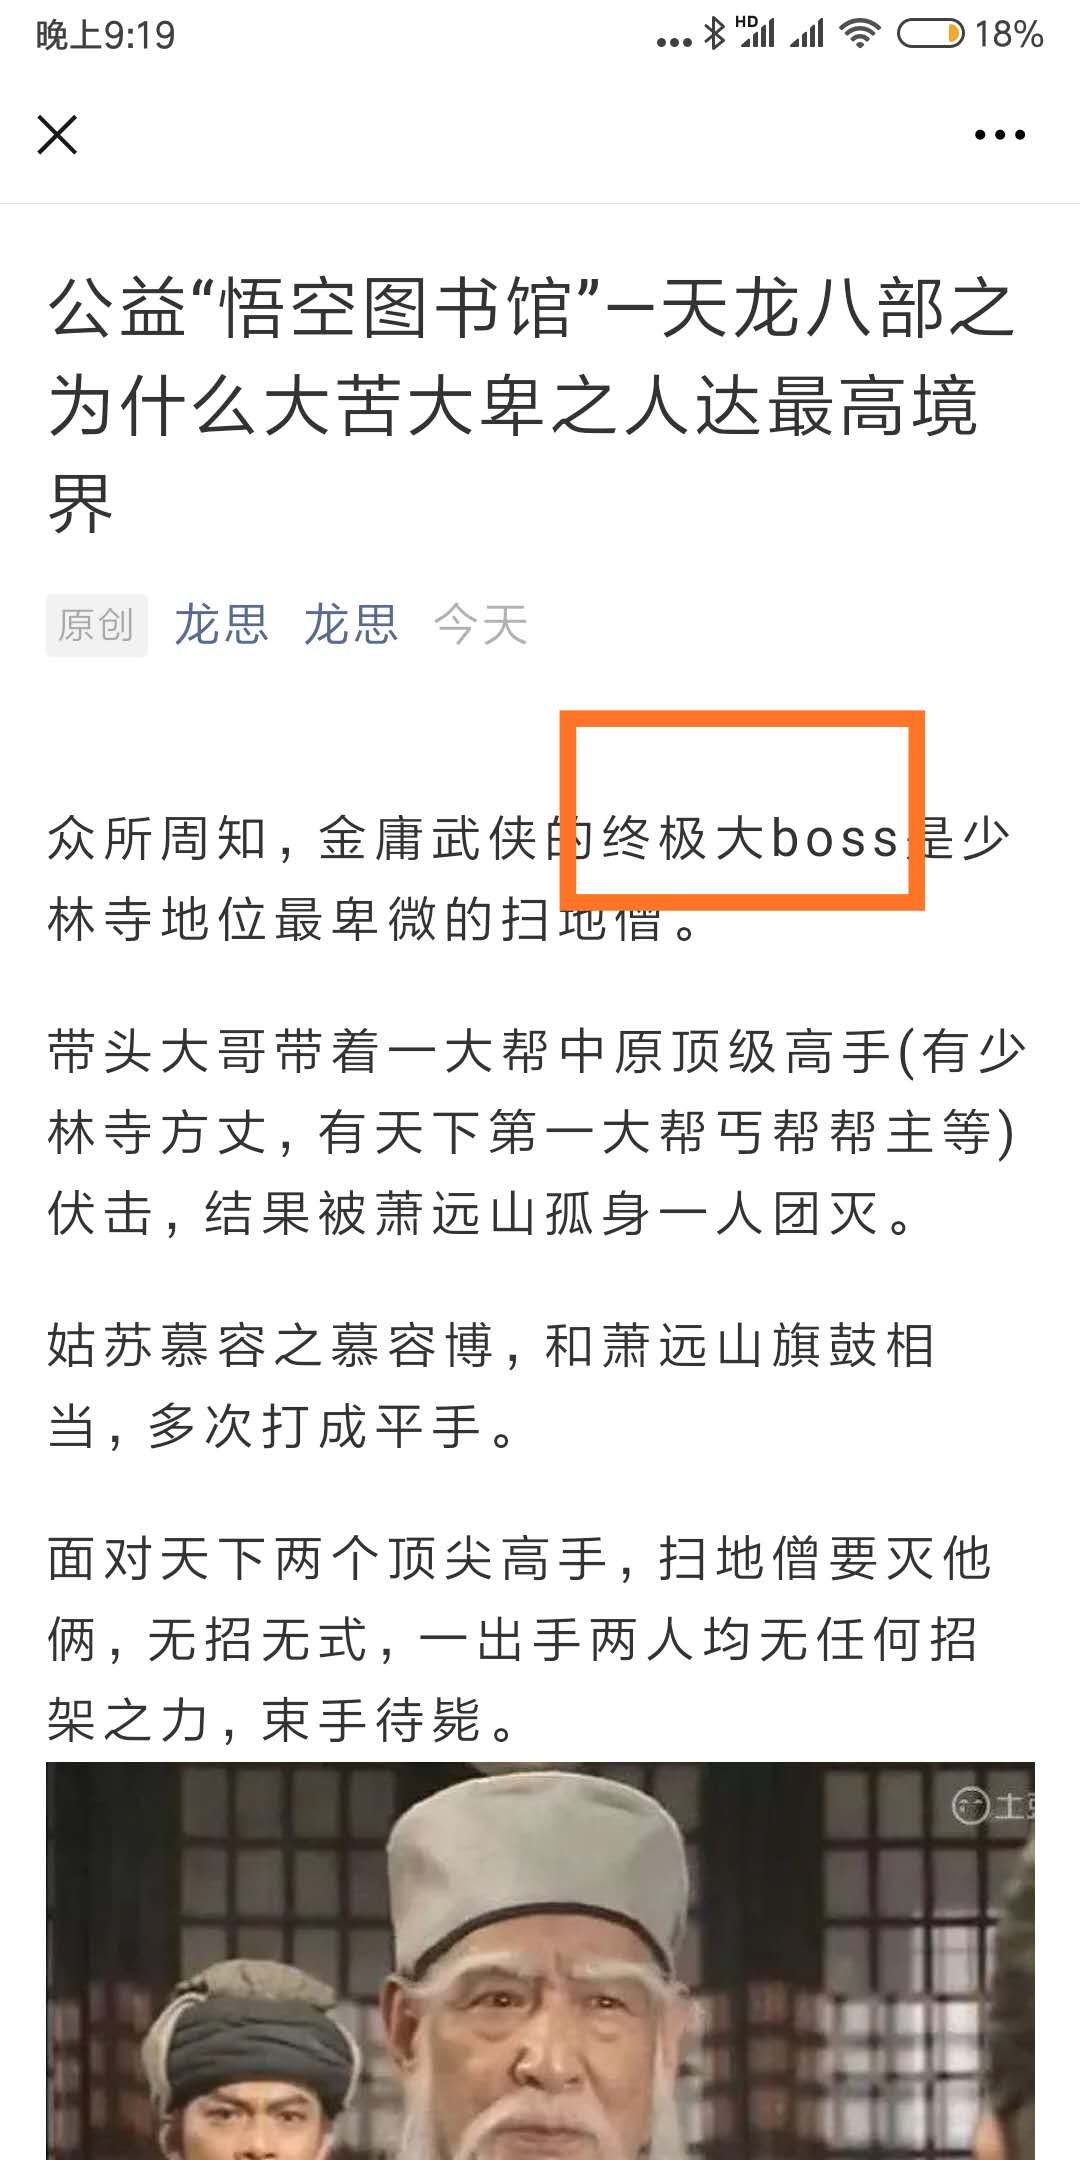 晚上9:19
HD
18%
公益“悟空图书馆”—天龙八部之
为什么大苦大卑之人达最高境
界
原创 龙思 龙思 今天
众所周知，金庸武侠的终极大boss是少
林寺地位最卑微的扫地僧。
带头大哥带着一大帮中原顶级高手(有少
林寺方丈，有天下第一大帮丐帮帮主等)
伏击，结果被萧远山孤身一人团灭。
姑苏慕容之慕容博，和萧远山旗鼓相
当，多次打成平手。
面对天下两个顶尖高手，扫地僧要灭他
俩，无招无式，一出手两人均无任何招
架之力，束手待毙。
土